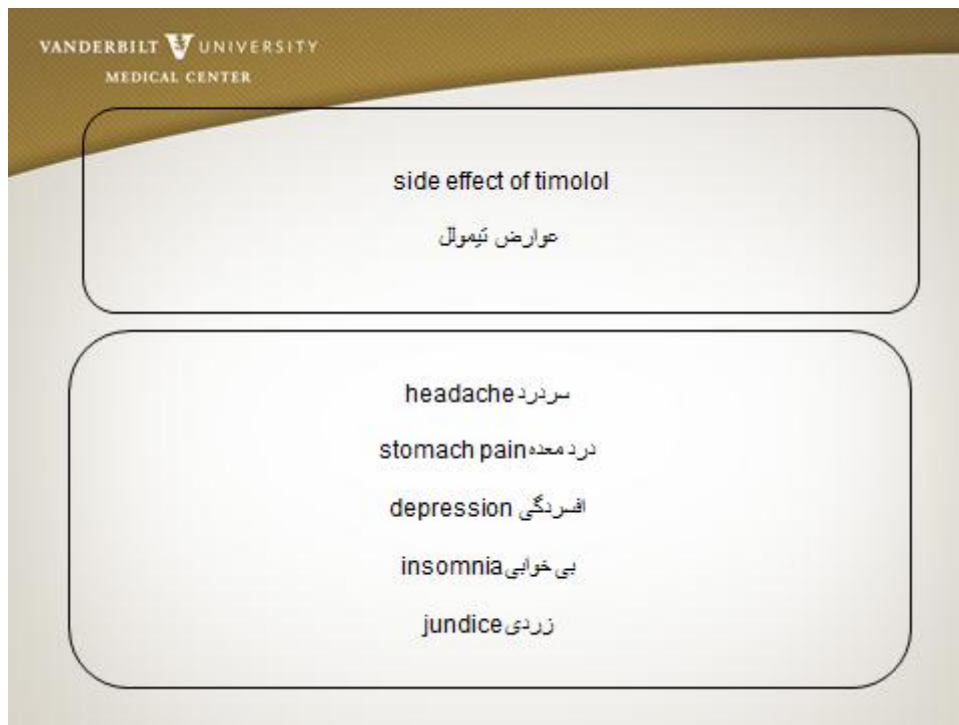 VANDERBILT UNIVERSITY
MEDICAL CENTER
side effect of timolol
عوارض تیمولل
headache سردرد
stomach pain درد معده
depression افسردگی
insomnia بی خوابی
jundice زردی